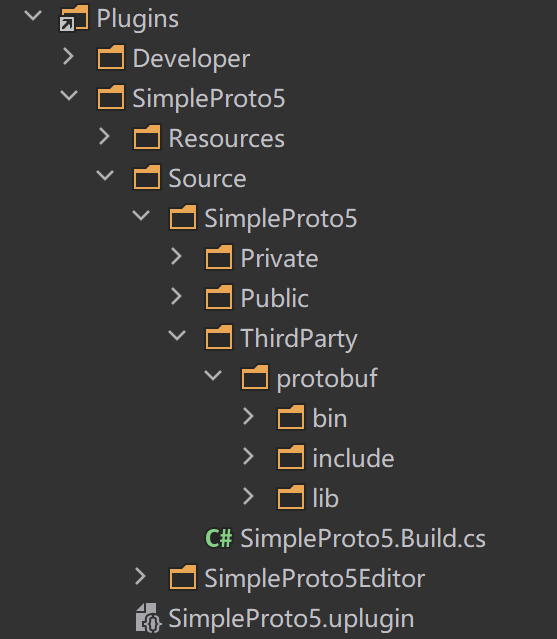 Plugins
Developer
SimpleProto5
Resources
Source
SimpleProto5
Private
Public
ThirdParty
protobuf
bin
include
lib
C# SimpleProto5.Build.cs
SimpleProto5Editor
SimpleProto5.uplugin